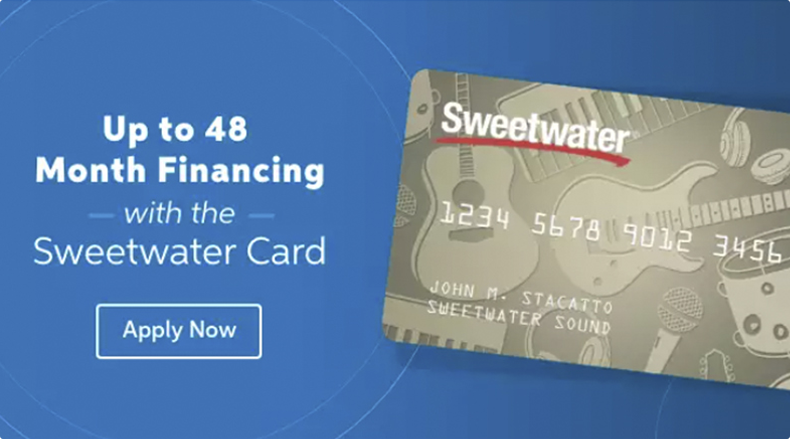 Up to 48
Month Financing
with the
Sweetwater Card
Apply Now
Sweetwater
1234 5678 9012 3456
JOHN M. STACATTO
SWEETWATER SOUND